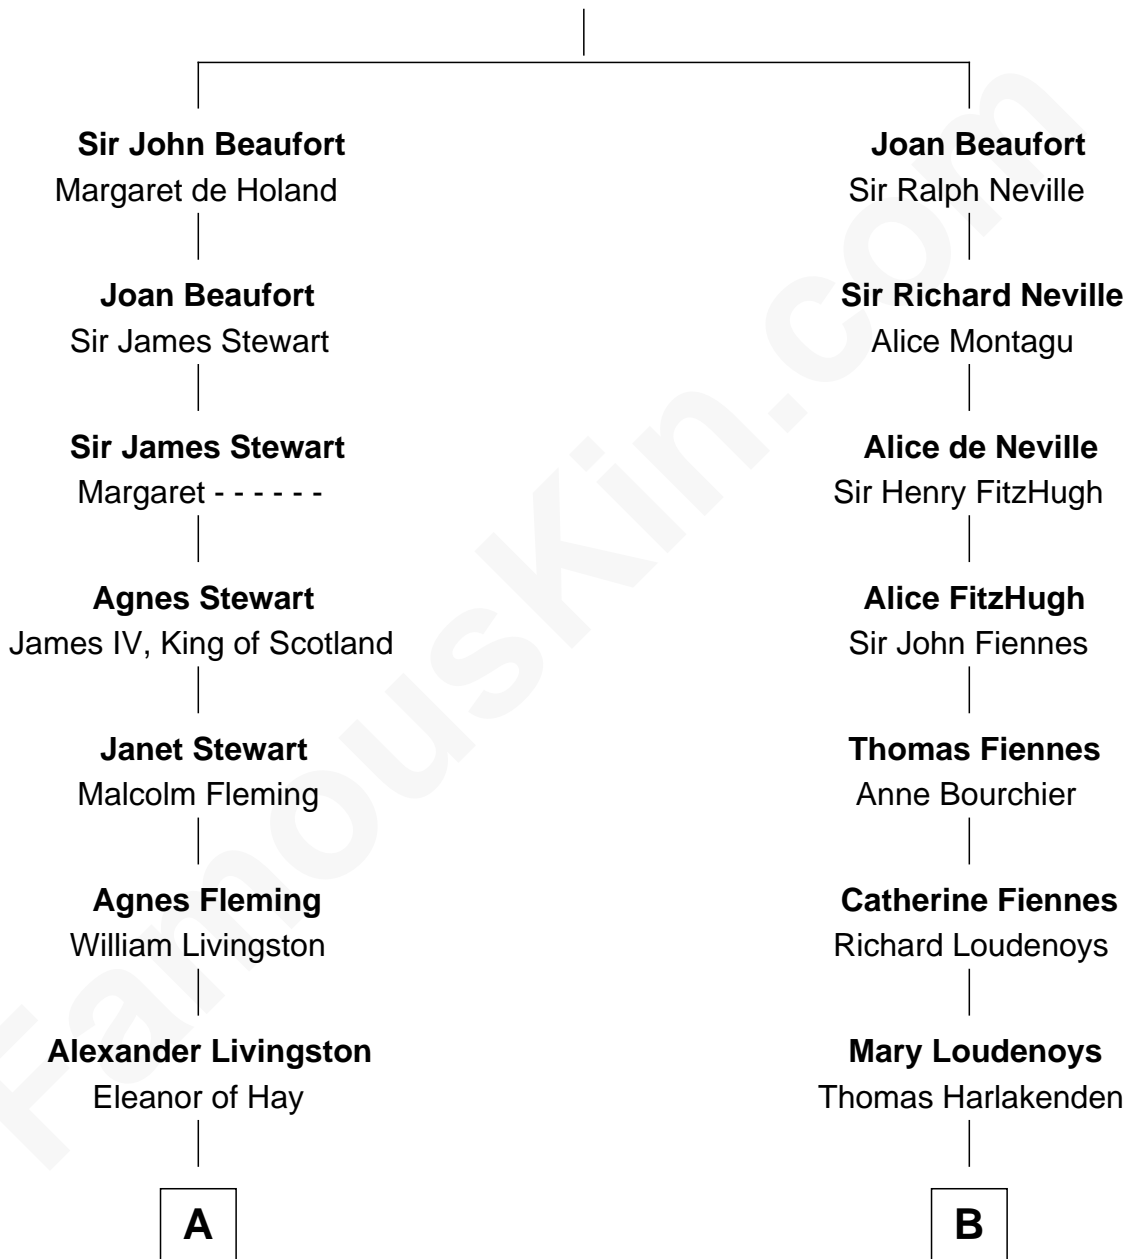 Sir John Beaufort
Margaret de Holand
Joan Beaufort
Sir James Stewart
Sir James Stewart
Margaret - - - - - -
Agnes Stewart
James IV, King of Scotland
Janet Stewart
Malcolm Fleming
Agnes Fleming
William Livingston
Alexander Livingston
Eleanor of Hay
A
Joan Beaufort
Sir Ralph Neville
Sir Richard Neville
Alice Montagu
Alice de Neville
Sir Henry FitzHugh
Alice FitzHugh
Sir John Fiennes
Thomas Fiennes
Anne Bourchier
Catherine Fiennes
Richard Loudenoys
Mary Loudenoys
Thomas Harlakenden
B
FamousKin.com